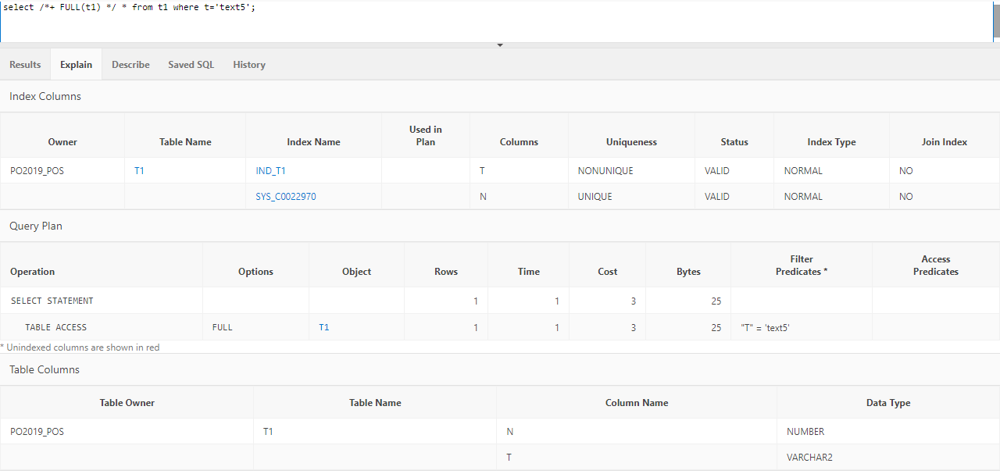 select /*+ FULL(t1) */ * from t1 where t='text5';
Results Explain Describe Saved SQL History
Index Columns
Owner Table Name Index Name Used in Plan Columns Uniqueness Status Index Type Join Index
PO2019_POS T1 IND_T1 T NONUNIQUE VALID NORMAL NO
SYS_C0022970 N UNIQUE VALID NORMAL NO
Query Plan
Operation Options Object Rows Time Cost Bytes Filter Predicates * Access Predicates
SELECT STATEMENT 1 1 3 25
TABLE ACCESS FULL T1 1 1 3 25 "T" = 'text5'
* Unindexed columns are shown in red
Table Columns
Table Owner Table Name Column Name Data Type
PO2019_POS T1 N NUMBER
T VARCHAR2